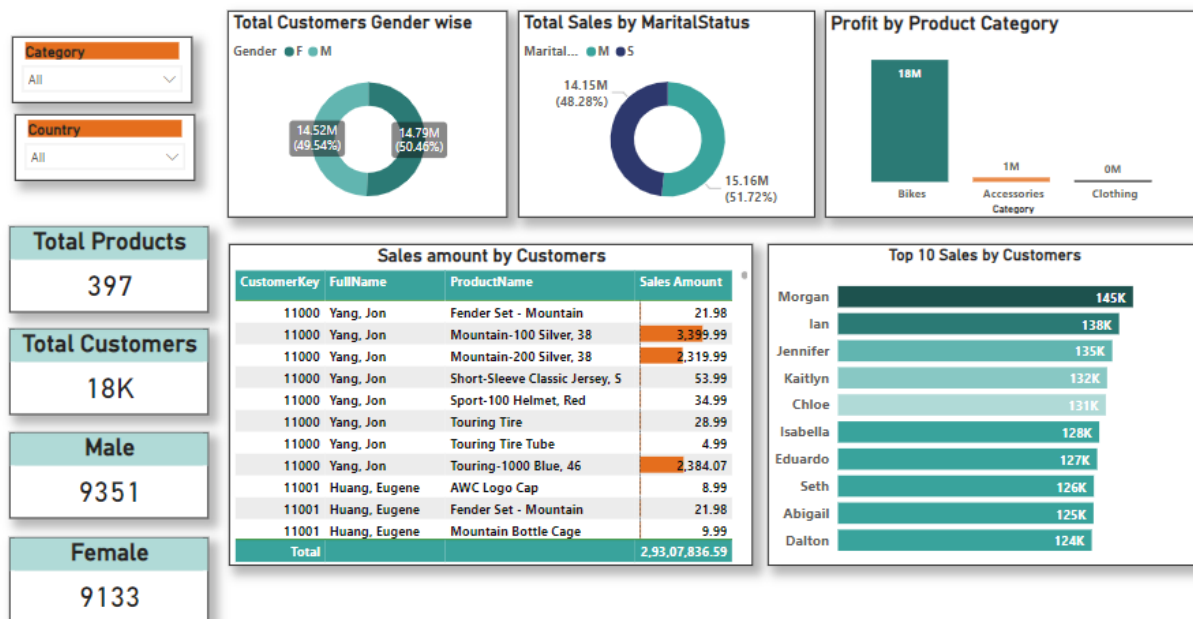 Category
All
Country
All
Total Products
397
Total Customers
18K
Male
9351
Female
9133
Total Customers Gender wise
Gender F M
14.52M
(49.54%)
14.79M
(50.46%)
Total Sales by MaritalStatus
Marital... M S
14.15M
(48.28%)
15.16M
(51.72%)
Profit by Product Category
18M
1M
0M
Bikes Accessories Clothing
Category
Sales amount by Customers
CustomerKey FullName ProductName Sales Amount
11000 Yang, Jon Fender Set - Mountain 21.98
11000 Yang, Jon Mountain-100 Silver, 38 3,399.99
11000 Yang, Jon Mountain-200 Silver, 38 2,319.99
11000 Yang, Jon Short-Sleeve Classic Jersey, S 53.99
11000 Yang, Jon Sport-100 Helmet, Red 34.99
11000 Yang, Jon Touring Tire 28.99
11000 Yang, Jon Touring Tire Tube 4.99
11000 Yang, Jon Touring-1000 Blue, 46 2,384.07
11001 Huang, Eugene AWC Logo Cap 8.99
11001 Huang, Eugene Fender Set - Mountain 21.98
11001 Huang, Eugene Mountain Bottle Cage 9.99
Total 2,93,07,836.59
Top 10 Sales by Customers
Morgan 145K
Ian 138K
Jennifer 135K
Kaitlyn 132K
Chloe 131K
Isabella 128K
Eduardo 127K
Seth 126K
Abigail 125K
Dalton 124K